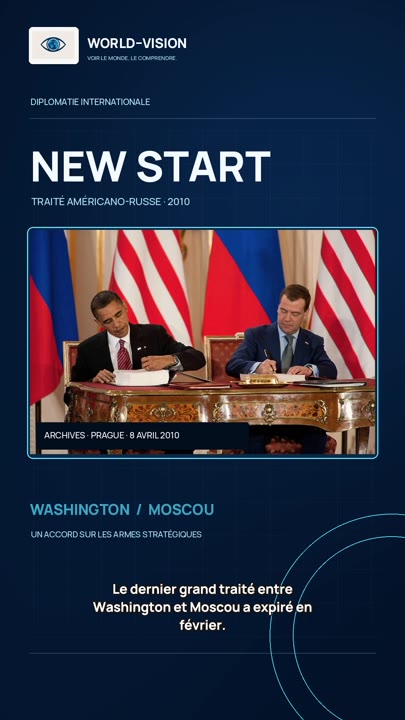 WORLD-VISION
VOIR LE MONDE. LE COMPRENDRE.
DIPLOMATIE INTERNATIONALE
NEW START
TRAITÉ AMÉRICANO-RUSSE · 2010
ARCHIVES · PRAGUE · 8 AVRIL 2010
WASHINGTON / MOSCOU
UN ACCORD SUR LES ARMES STRATÉGIQUES
Le dernier grand traité entre
Washington et Moscou a expiré en
février.